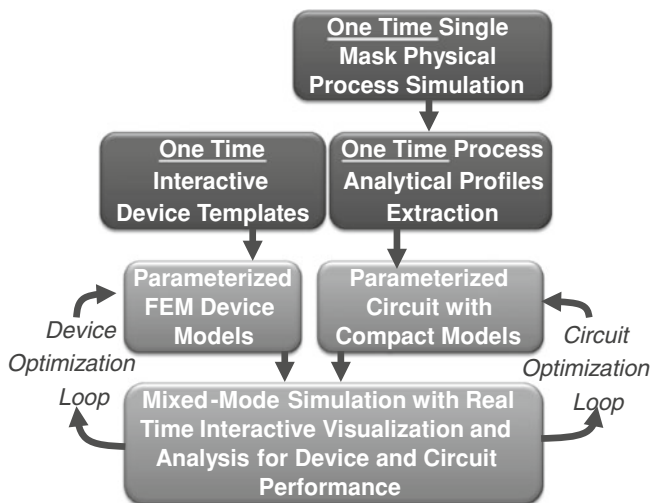 One Time Single
Mask Physical
Process Simulation
One Time
Interactive
Device Templates
One Time Process
Analytical Profiles
Extraction
Parameterized
FEM Device
Models
Parameterized
Circuit with
Compact Models
Device
Optimization
Loop
Circuit
Optimization
Loop
Mixed-Mode Simulation with Real
Time Interactive Visualization and
Analysis for Device and Circuit
Performance